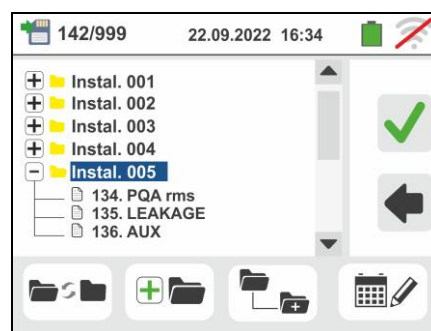 142/999 22.09.2022 16:34
Instal. 001
Instal. 002
Instal. 003
Instal. 004
Instal. 005
134. PQA rms
135. LEAKAGE
136. AUX